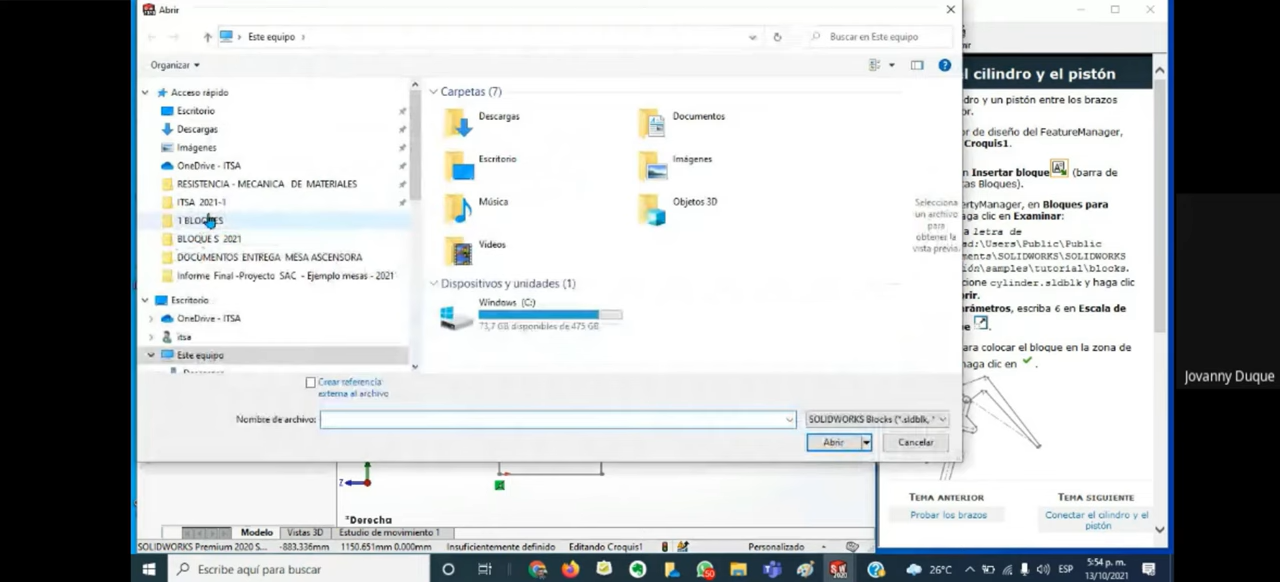 Abrir
Este equipo
Buscar en Este equipo
Organizar
Acceso rápido
Escritorio
Descargas
Imágenes
OneDrive - ITSA
RESISTENCIA - MECANICA DE MATERIALES
ITSA 2021-1
1 BLOQUES
BLOQUE S 2021
DOCUMENTOS ENTREGA MESA ASCENSORA
Informe Final -Proyecto SAC - Ejemplo mesas - 2021
Escritorio
OneDrive - ITSA
itsa
Este equipo
Carpetas (7)
Descargas
Documentos
Escritorio
Imágenes
Música
Objetos 3D
Videos
Dispositivos y unidades (1)
Windows (C:)
73,7 GB disponibles de 475 GB
Selecciona
un archivo
para
obtener la
vista previa.
Crear referencia
externa al archivo
Nombre de archivo:
SOLIDWORKS Blocks (*.sldblk, *
Abrir
Cancelar
l cilindro y el pistón
dro y un pistón entre los brazos
or.
or de diseño del FeatureManager,
Croquis1.
n Insertar bloque (barra de
as Bloques).
ertyManager, en Bloques para
aga clic en Examinar:
a letra de
ad:\Users\Public\Public
ments\SOLIDWORKS\SOLIDWORKS
ión\samples\tutorial\blocks.
cione cylinder.sldblk y haga clic
rir.
arámetros, escriba 6 en Escala de
ue
ara colocar el bloque en la zona de
haga clic en
TEMA ANTERIOR
Probar los brazos
TEMA SIGUIENTE
Conectar el cilindro y el
pistón
Jovanny Duque
Z
*Derecha
Modelo
Vistas 3D
Estudio de movimiento 1
SOLIDWORKS Premium 2020 S...
-883.336mm
1150.651mm 0.000mm
Insuficientemente definido
Editando Croquis1
Personalizado
Escribe aquí para buscar
26°C
ESP
5:54 p. m.
13/10/2021